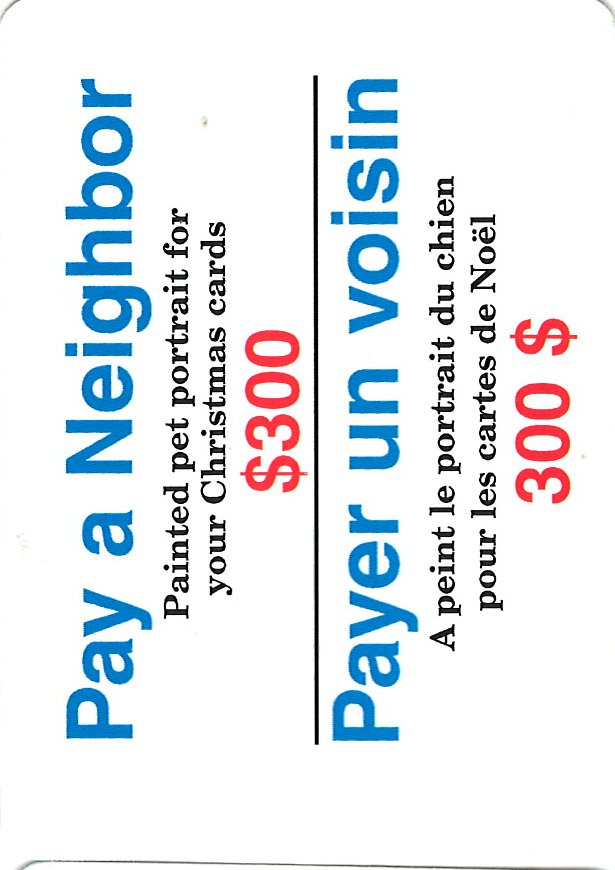 Pay a Neighbor
Painted pet portrait for
your Christmas cards
$300
Payer un voisin
A peint le portrait du chien
pour les cartes de Noël
300 $